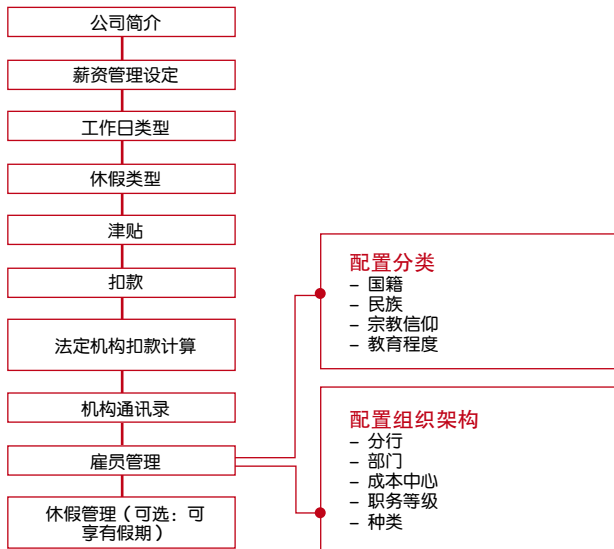 公司简介
薪资管理设定
工作日类型
休假类型
津贴
扣款
法定机构扣款计算
机构通讯录
雇员管理
休假管理（可选：可
享有假期）
配置分类
– 国籍
– 民族
– 宗教信仰
– 教育程度
配置组织架构
– 分行
– 部门
– 成本中心
– 职务等级
– 种类